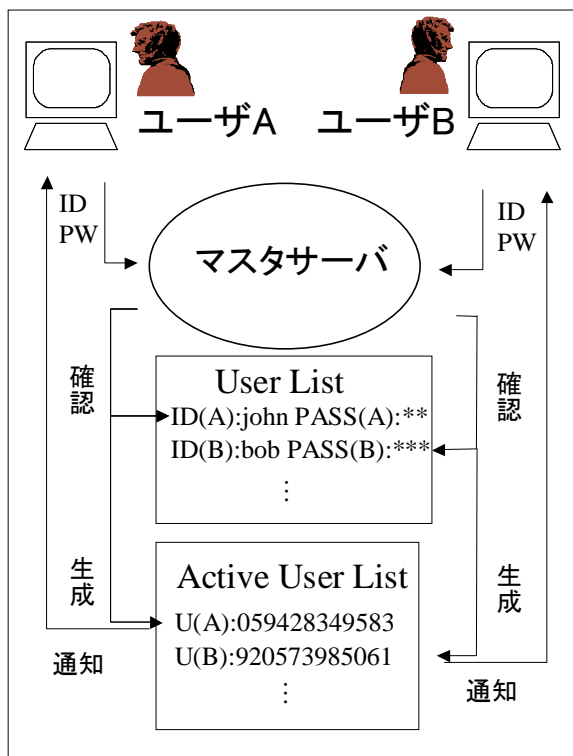 ユーザA
ユーザB
ID
PW
ID
PW
マスタサーバ
確認
確認
User List
ID(A):john PASS(A):**
ID(B):bob PASS(B):***
⋮
生成
生成
Active User List
U(A):059428349583
U(B):920573985061
⋮
通知
通知